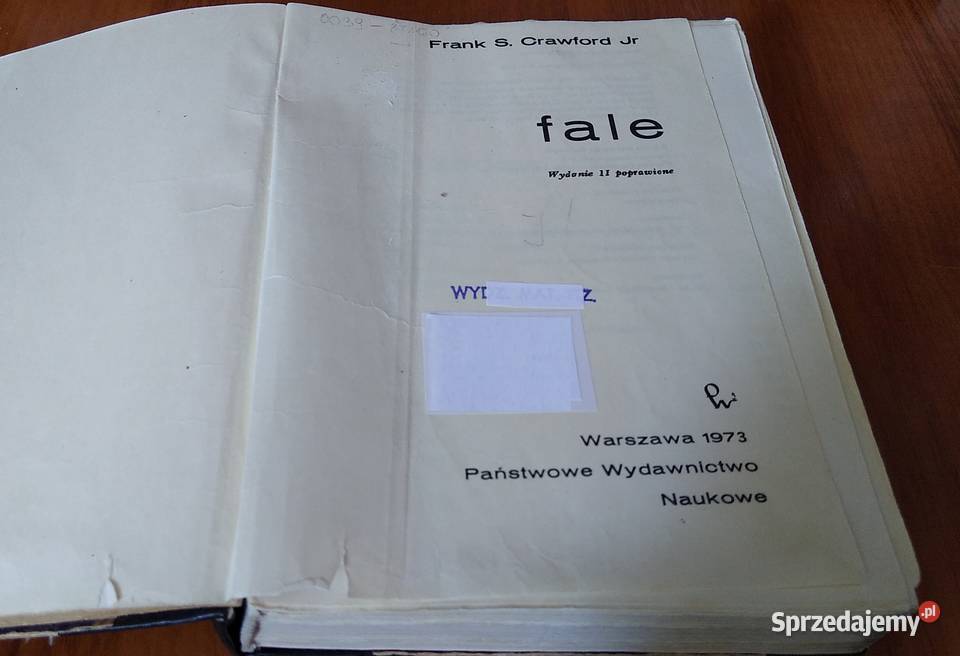 Frank S. Crawford Jr
fale
Wydanie II poprawione
Warszawa 1973
Państwowe Wydawnictwo
Naukowe
Sprzedajemy.pl